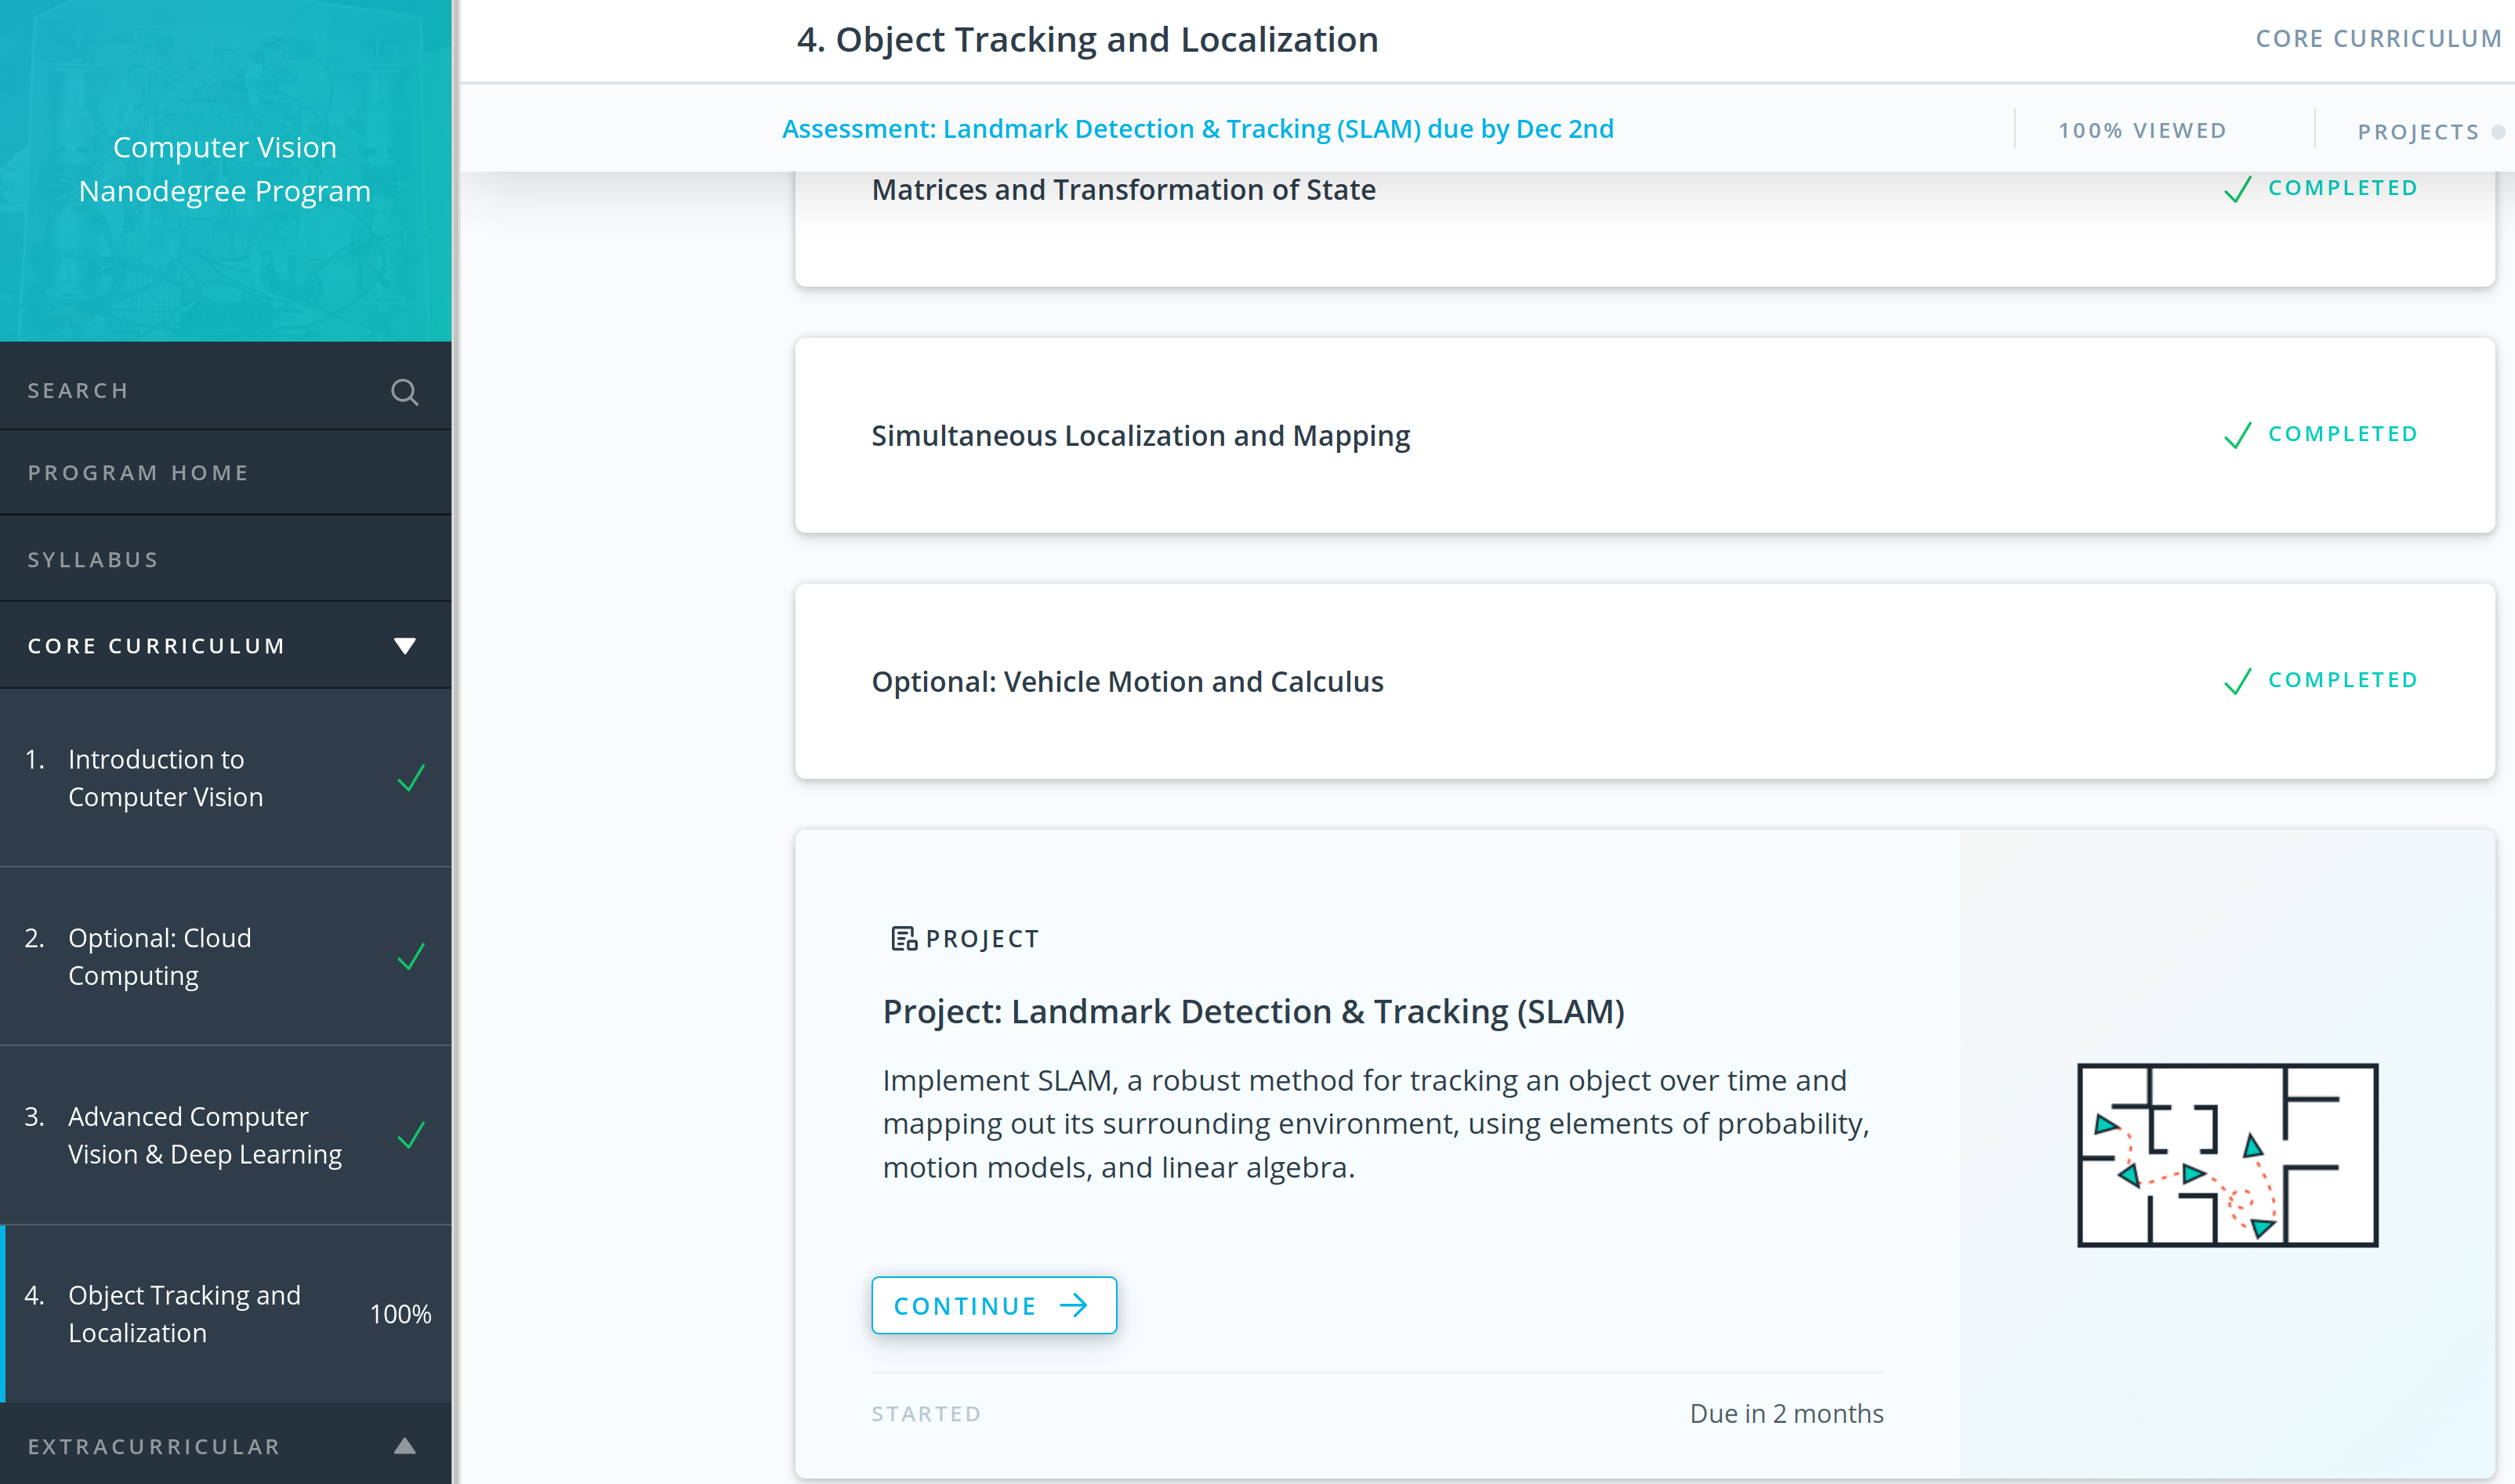 Computer Vision
Nanodegree Program
SEARCH
PROGRAM HOME
SYLLABUS
CORE CURRICULUM
1. Introduction to
Computer Vision
2. Optional: Cloud
Computing
3. Advanced Computer
Vision & Deep Learning
4. Object Tracking and
Localization
100%
EXTRACURRICULAR
4. Object Tracking and Localization
CORE CURRICULUM
Assessment: Landmark Detection & Tracking (SLAM) due by Dec 2nd
100% VIEWED
PROJECTS
Matrices and Transformation of State
COMPLETED
Simultaneous Localization and Mapping
COMPLETED
Optional: Vehicle Motion and Calculus
COMPLETED
PROJECT
Project: Landmark Detection & Tracking (SLAM)
Implement SLAM, a robust method for tracking an object over time and
mapping out its surrounding environment, using elements of probability,
motion models, and linear algebra.
CONTINUE
STARTED
Due in 2 months